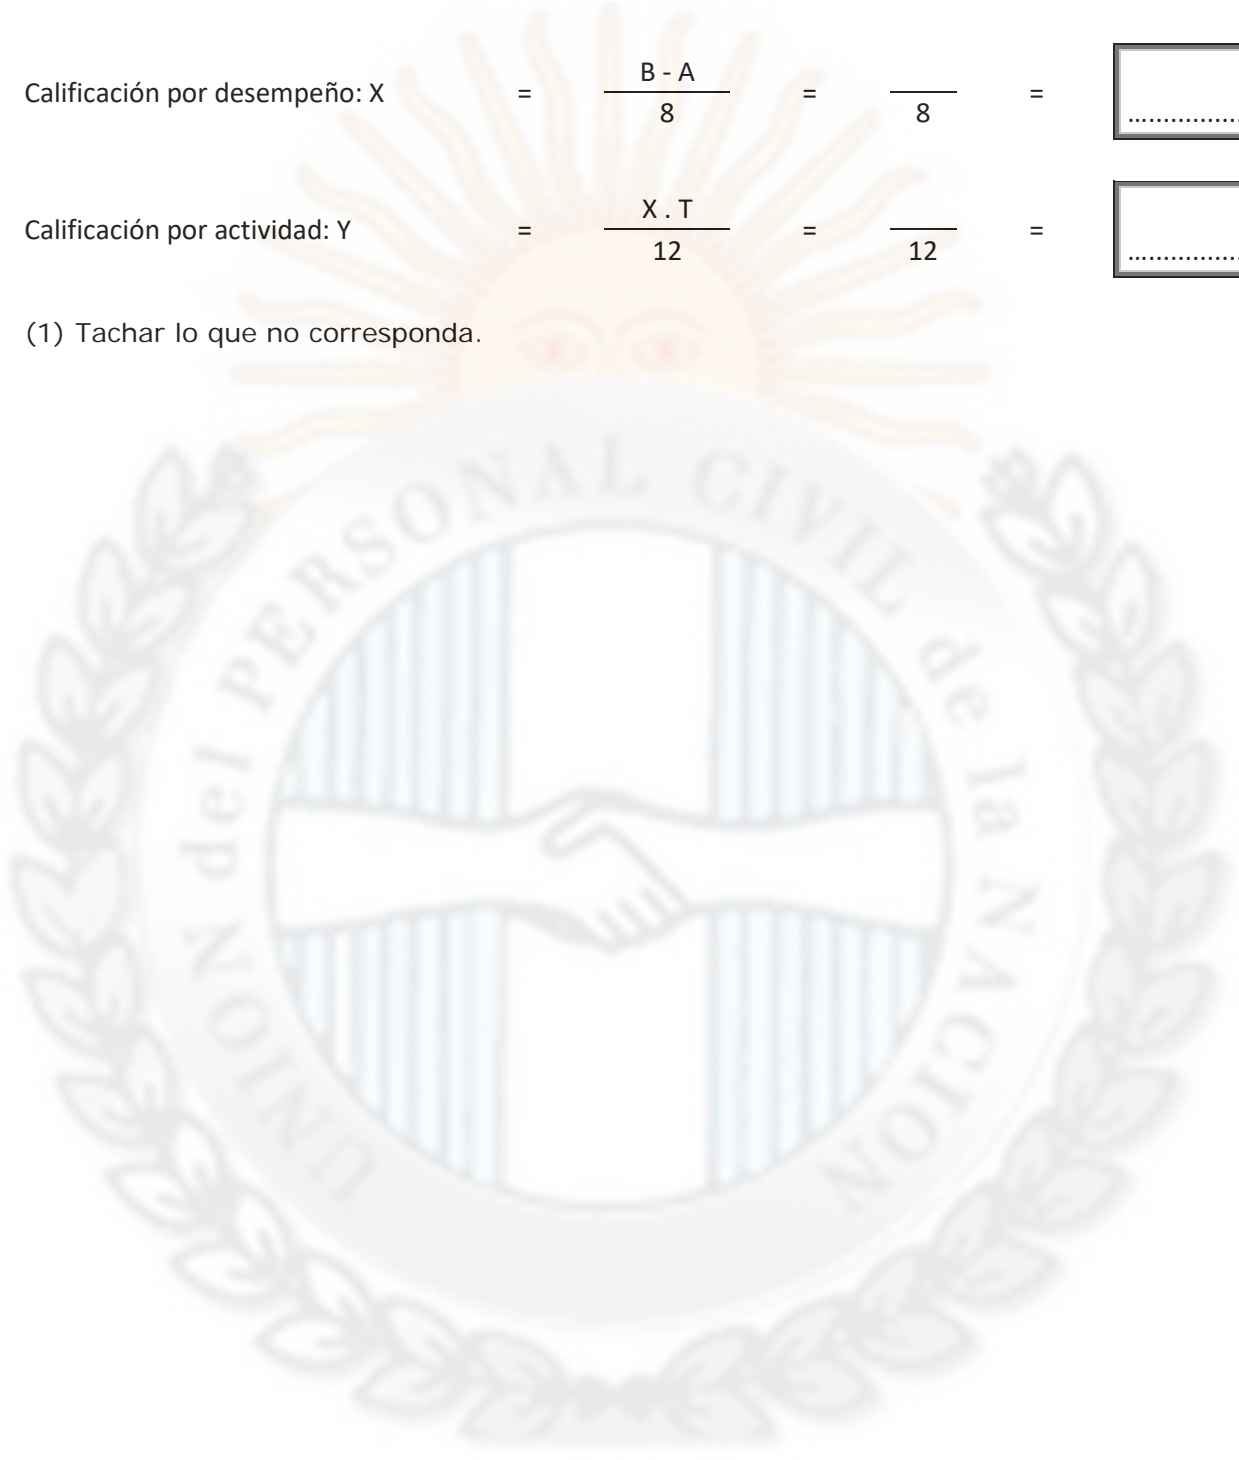 B - A
Calificación por desempeño: X = = =
8 8
..................
X . T
Calificación por actividad: Y = = =
12 12
..................
(1) Tachar lo que no corresponda.
UNION del PERSONAL CIVIL de la NACION